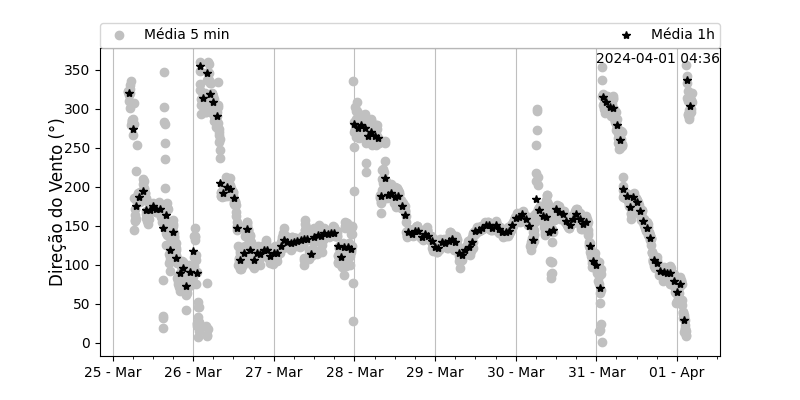 Média 5 min
Média 1h
2024-04-01 04:36
Direção do Vento (°)
350
300
250
200
150
100
50
0
25 - Mar
26 - Mar
27 - Mar
28 - Mar
29 - Mar
30 - Mar
31 - Mar
01 - Apr